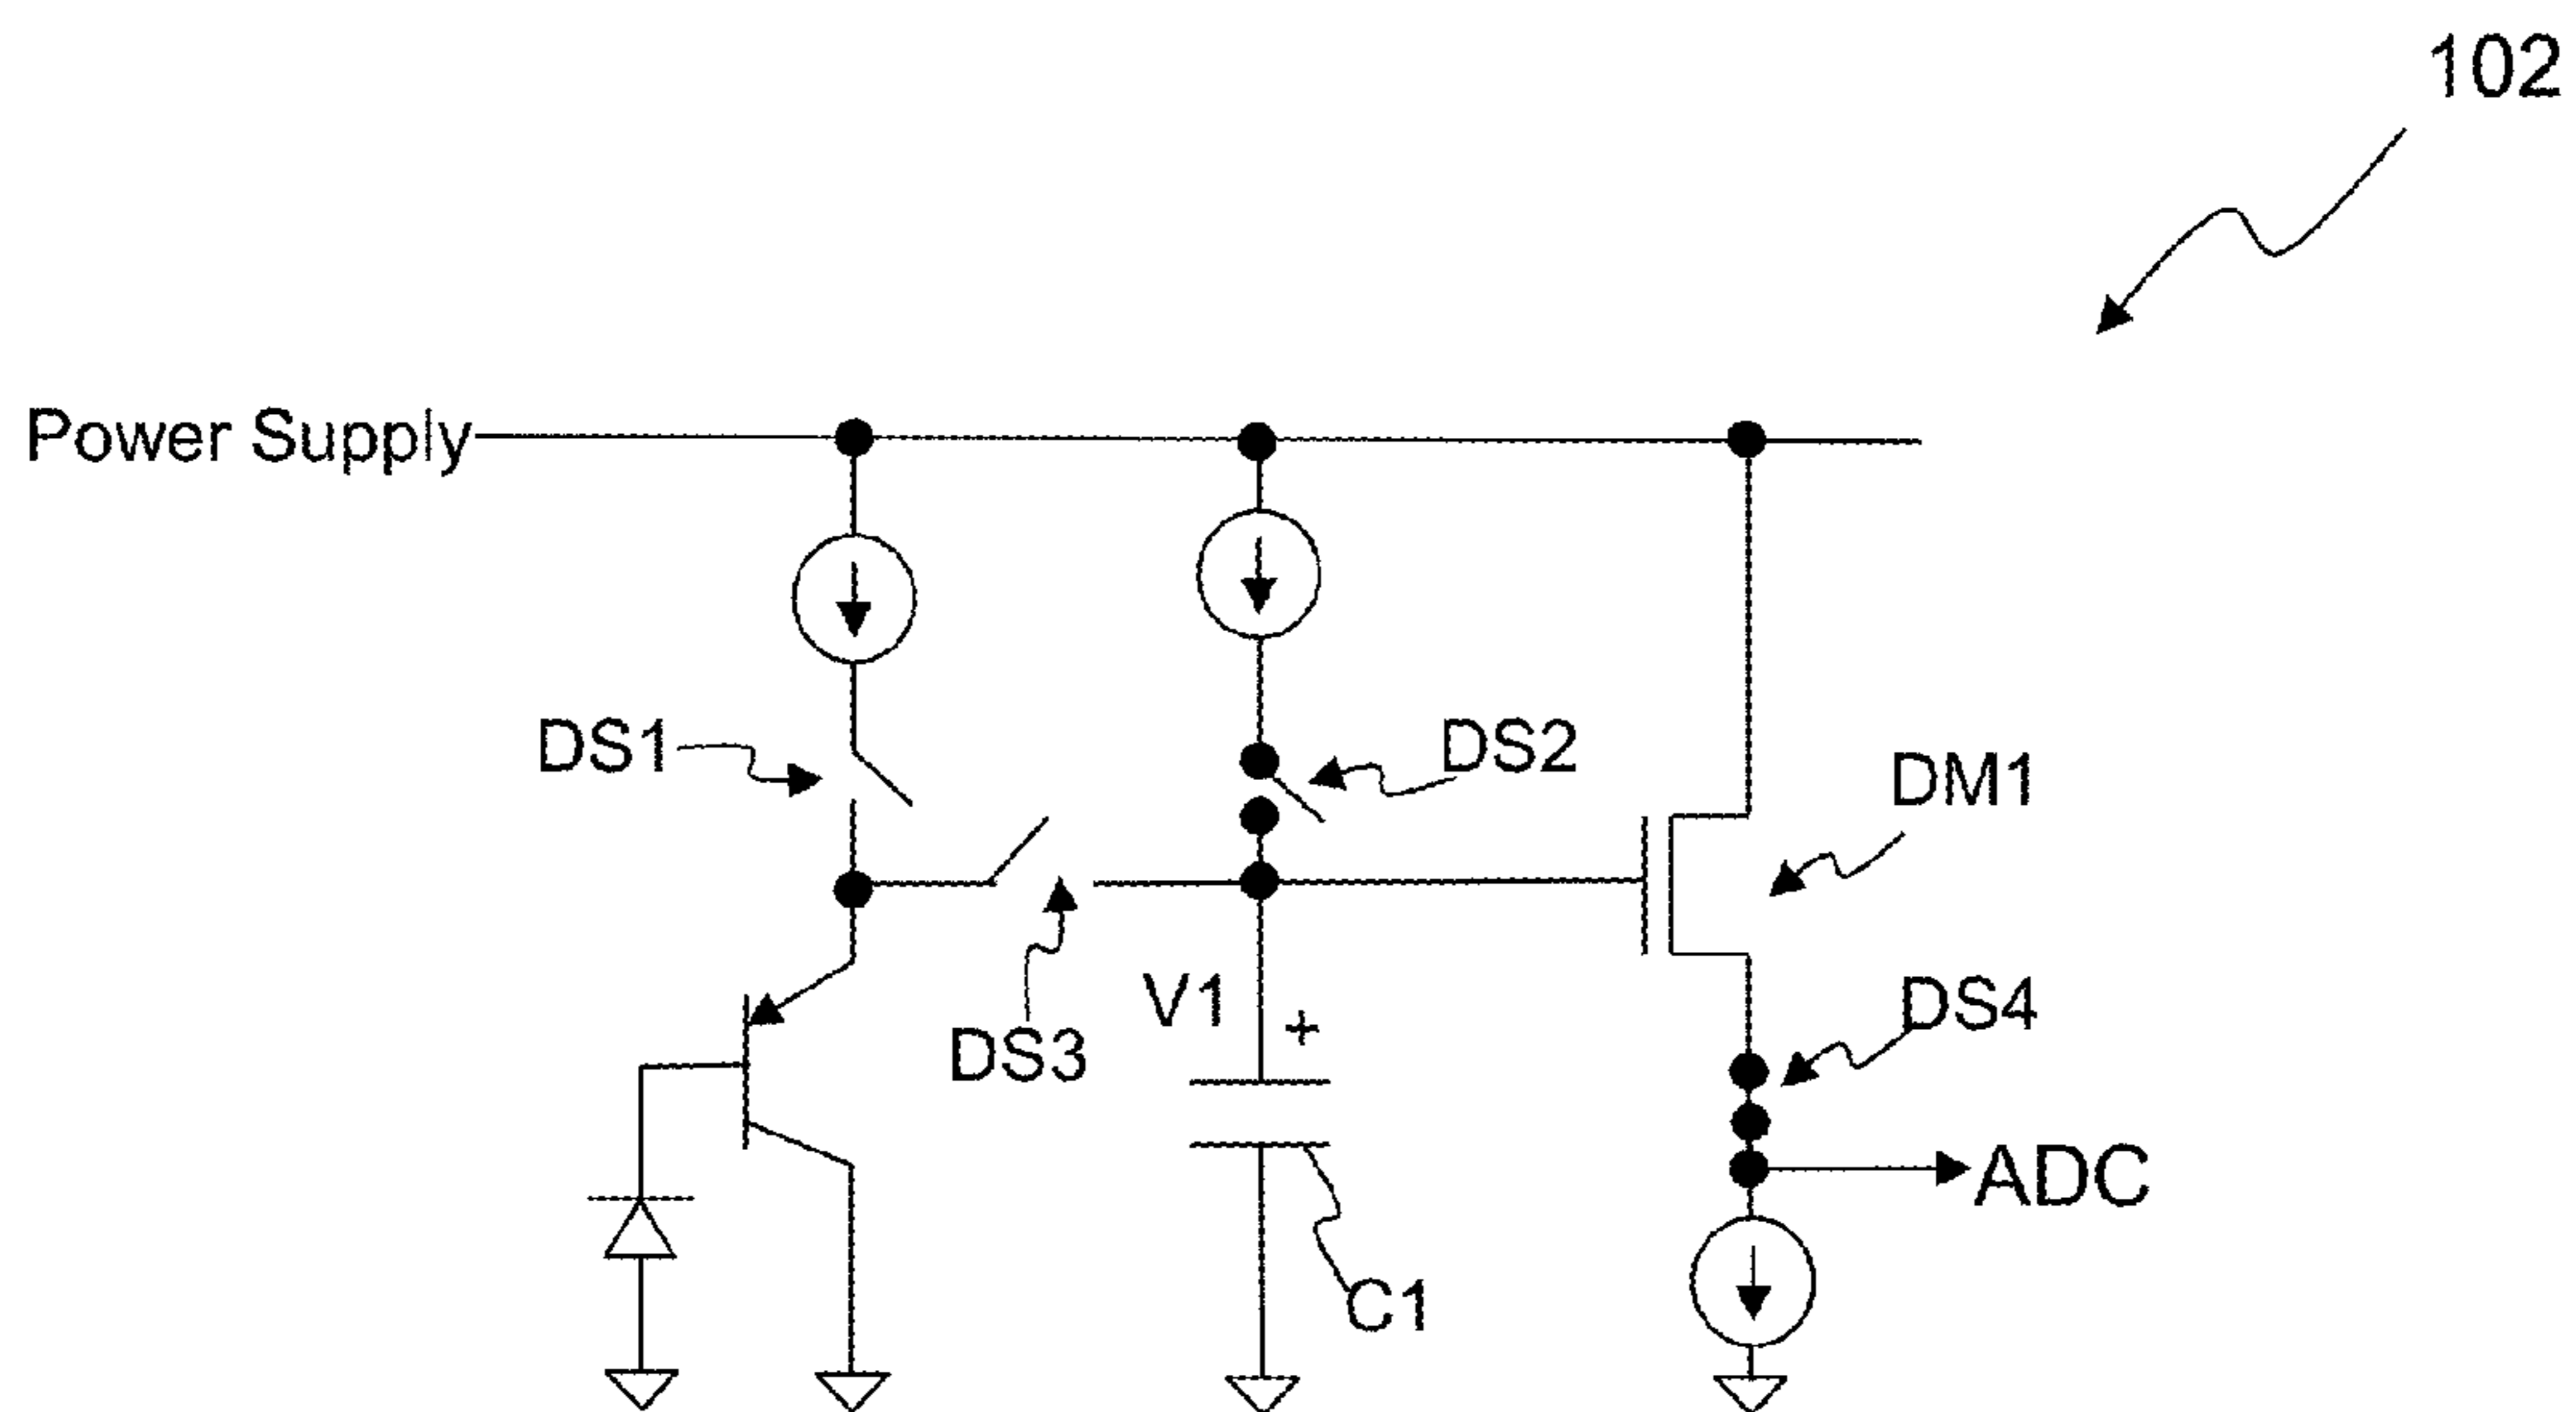 102
Power Supply
DS1
DS2
DM1
V1
+
DS3
DS4
ADC
C1